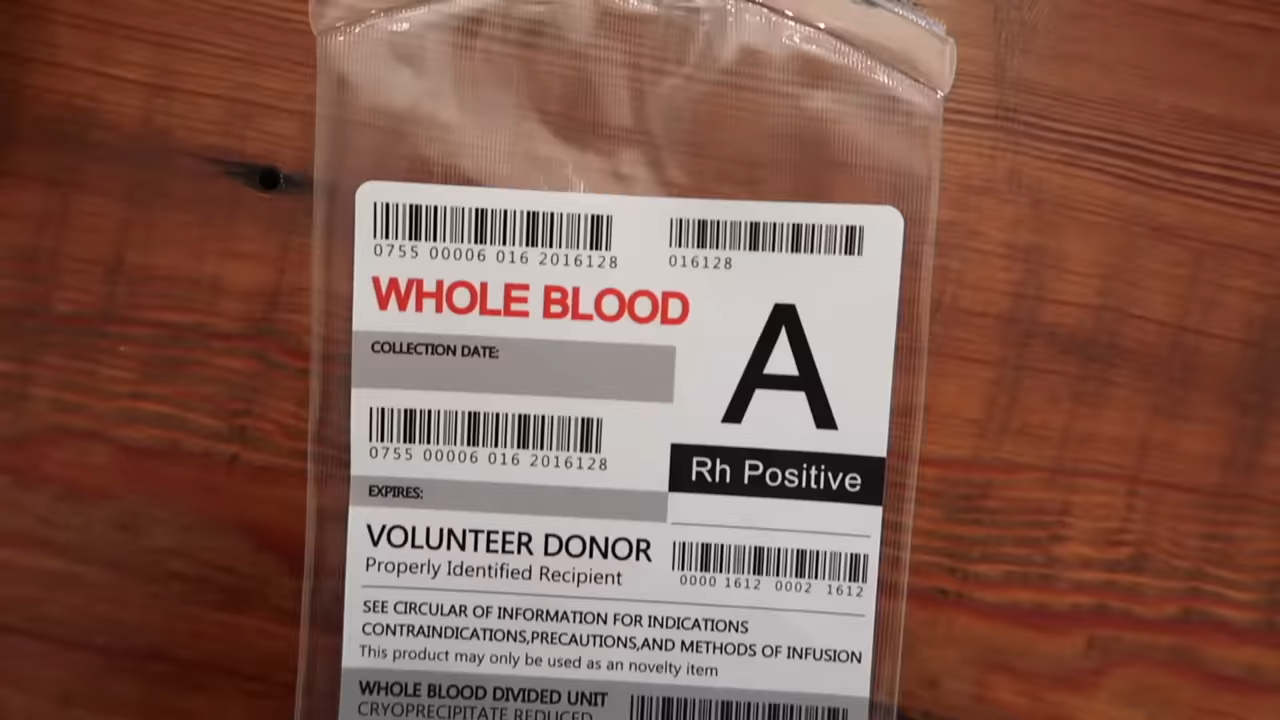 0755 00006 016 2016128
016128
WHOLE BLOOD
A
COLLECTION DATE:
0755 00006 016 2016128
Rh Positive
EXPIRES:
VOLUNTEER DONOR
Properly Identified Recipient
0000 1612 0002 1612
SEE CIRCULAR OF INFORMATION FOR INDICATIONS
CONTRAINDICATIONS,PRECAUTIONS,AND METHODS OF INFUSION
This product may only be used as an novelty item
WHOLE BLOOD DIVIDED UNIT
CRYOPRECIPITATE REDUCED